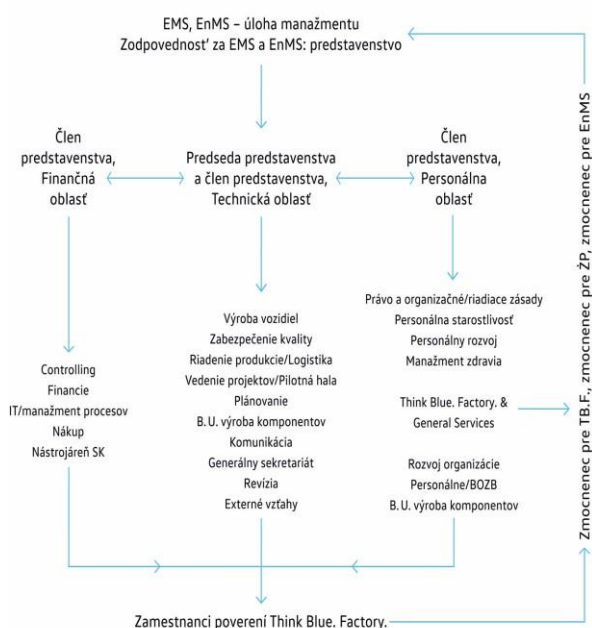 EMS, EnMS – úloha manažmentu
Zodpovednosť za EMS a EnMS: predstavenstvo
Člen
predstavenstva,
Finančná
oblasť
Predseda predstavenstva
a člen predstavenstva,
Technická oblasť
Člen
predstavenstva,
Personálna
oblasť
Controlling
Financie
IT/manažment procesov
Nákup
Nástrojáreň SK
Výroba vozidiel
Zabezpečenie kvality
Riadenie produkcie/Logistika
Vedenie projektov/Pilotná hala
Plánovanie
B. U. výroba komponentov
Komunikácia
Generálny sekretariát
Revízia
Externé vzťahy
Právo a organizačné/riadiace zásady
Personálna starostlivosť
Personálny rozvoj
Manažment zdravia
Think Blue. Factory. &
General Services
Rozvoj organizácie
Personálne/BOZB
B. U. výroba komponentov
Zamestnanci poverení Think Blue. Factory.
Zmocnenec pre TB.F., zmocnenec pre ŽP, zmocnenec pre EnMS